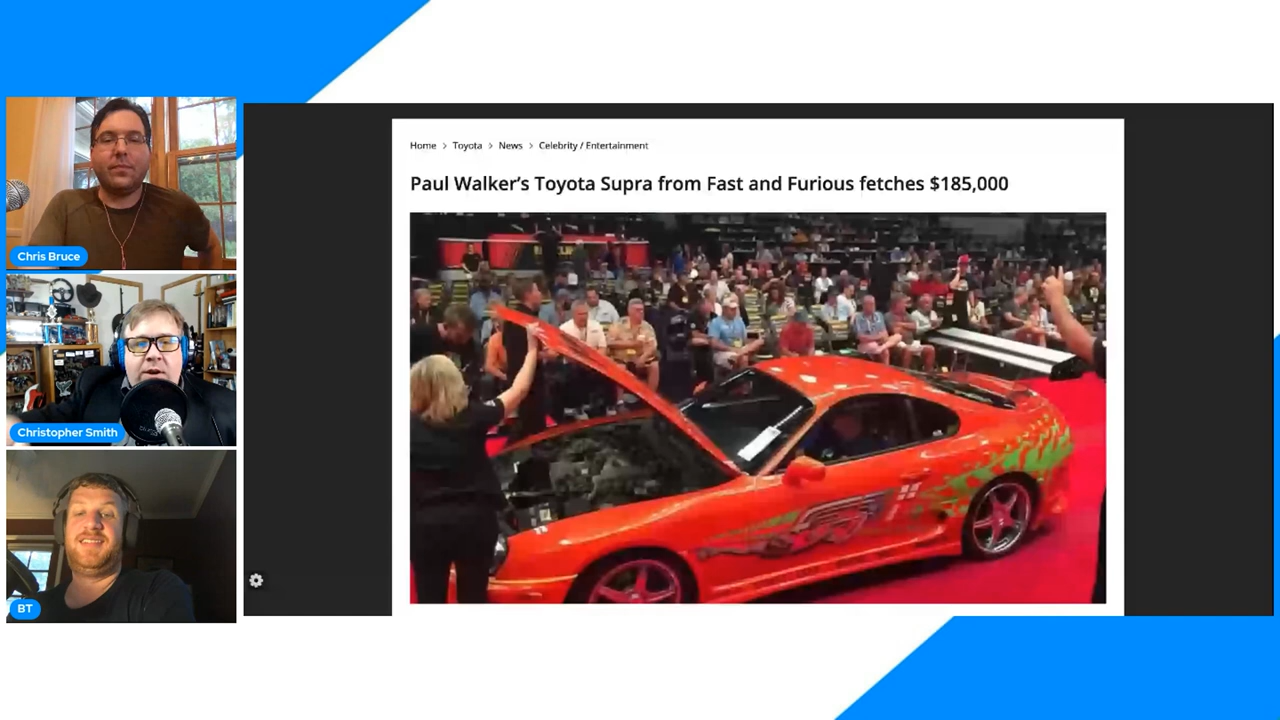 Home > Toyota > News > Celebrity / Entertainment
Paul Walker's Toyota Supra from Fast and Furious fetches $185,000
Chris Bruce
Christopher Smith
BT